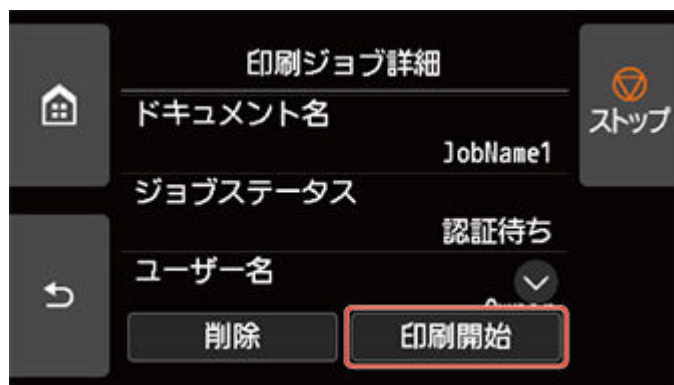 印刷ジョブ詳細
ドキュメント名
JobName1
ストップ
ジョブステータス
認証待ち
ユーザー名
削除
印刷開始